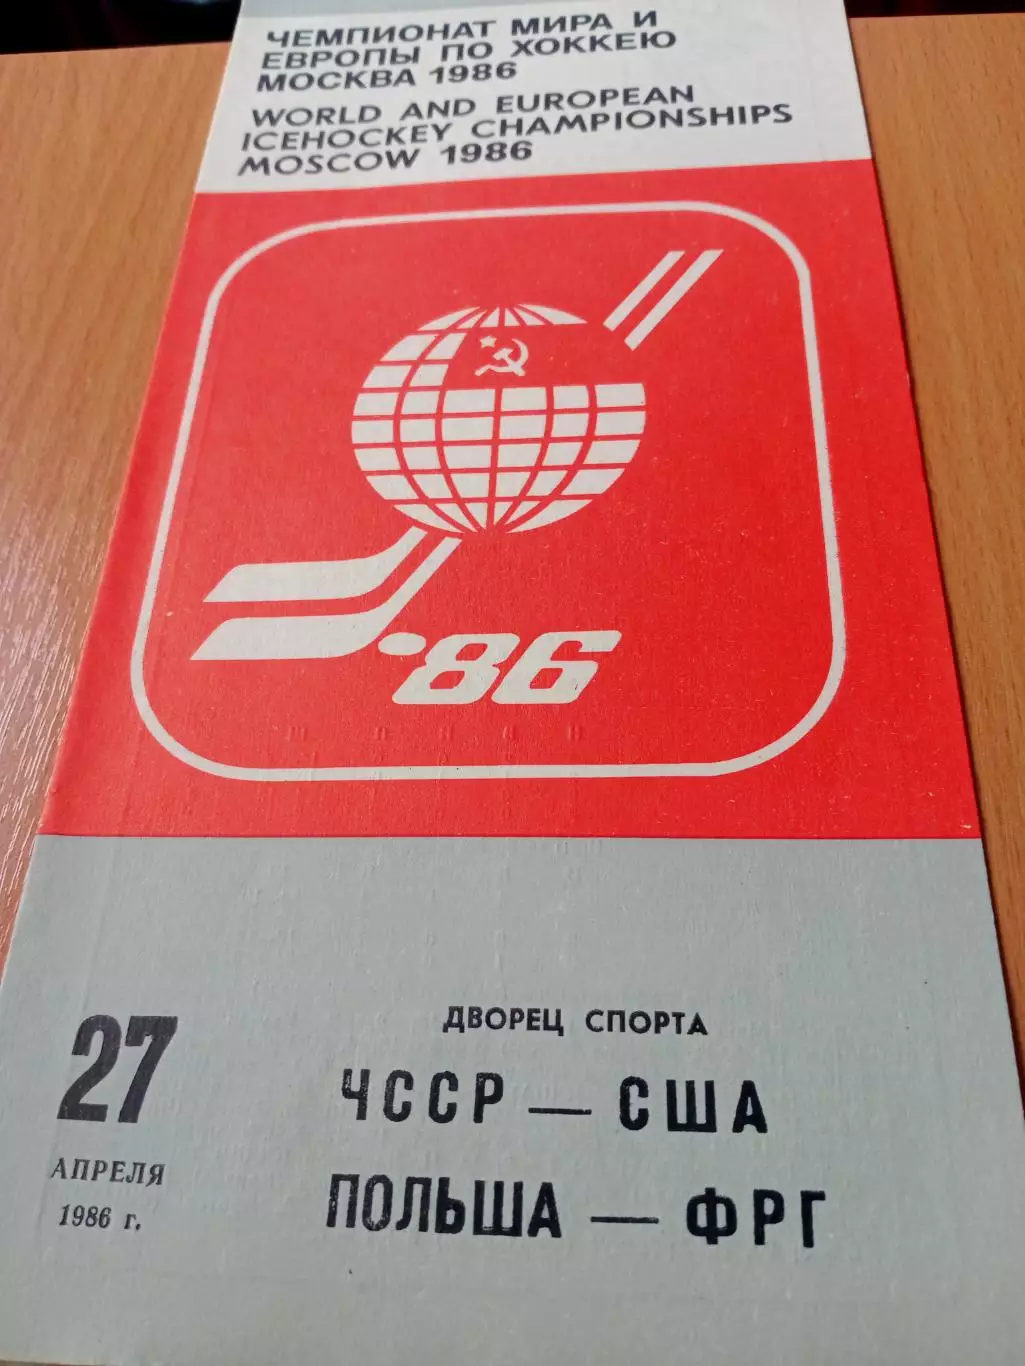 ЧЕМПИОНАТ МИРА И
ЕВРОПЫ ПО ХОККЕЮ
МОСКВА 1986
WORLD AND EUROPEAN
ICEHOCKEY CHAMPIONSHIPS
MOSCOW 1986
'86
27
АПРЕЛЯ
1986 г.
ДВОРЕЦ СПОРТА
ЧССР — США
ПОЛЬША — ФРГ